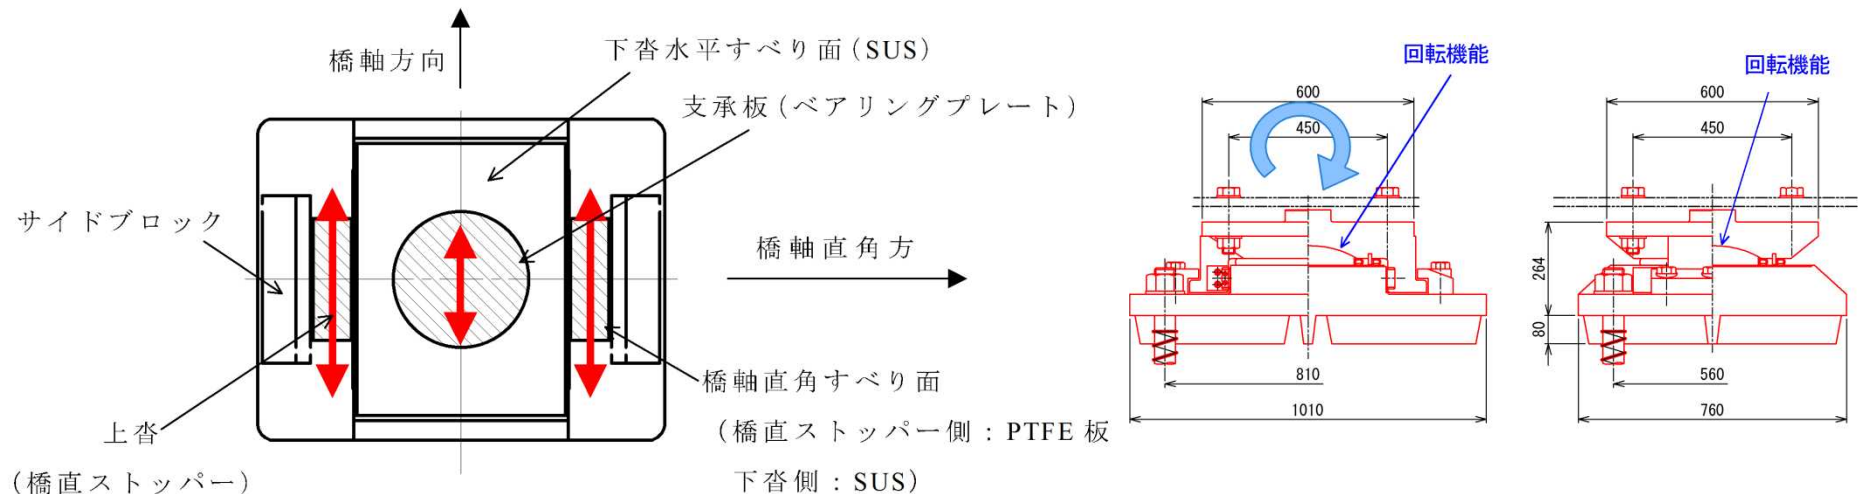 橋軸方向
下沓水平すべり面(SUS)
支承板(ベアリングプレート)
サイドブロック
橋軸直角方
上沓
(橋直ストッパー)
橋軸直角すべり面
(橋直ストッパー側:PTFE 板
下沓側:SUS)
回転機能
600
450
264
80
810
1010
回転機能
600
450
560
760